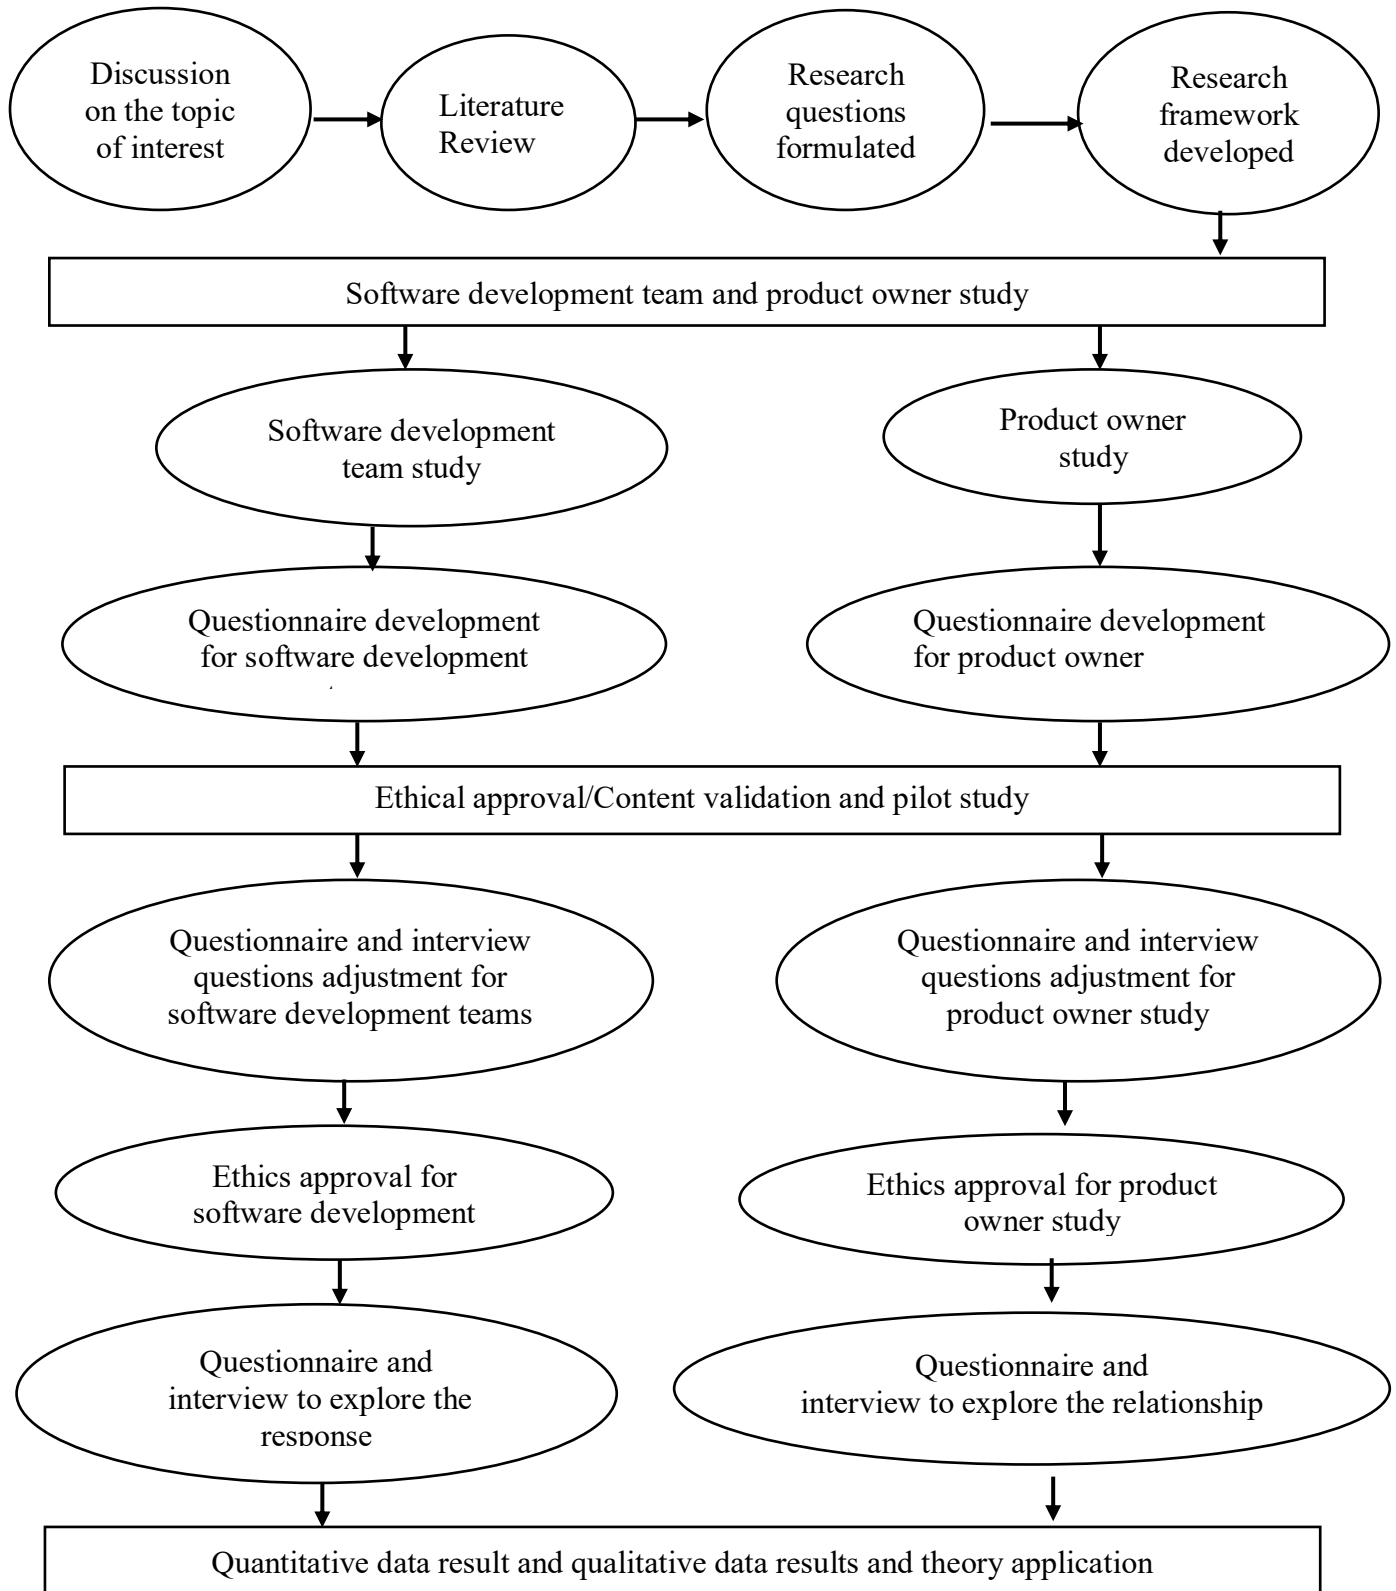 Discussion
on the topic
of interest
Literature
Review
Research
questions
formulated
Research
framework
developed
Software development team and product owner study
Software development
team study
Product owner
study
Questionnaire development
for software development
Questionnaire development
for product owner
Ethical approval/Content validation and pilot study
Questionnaire and interview
questions adjustment for
software development teams
Questionnaire and interview
questions adjustment for
product owner study
Ethics approval for
software development
Ethics approval for product
owner study
Questionnaire and
interview to explore the
response
Questionnaire and
interview to explore the relationship
Quantitative data result and qualitative data results and theory application